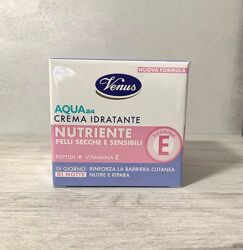 NUOVA FORMULA
Venus
AQUA24
CREMA IDRATANTE
NUTRIENTE
PELLI SECCHE E SENSIBILI
VITAMINA
E
PEPTIDI + VITAMINA E
DI GIORNO RINFORZA LA BARRIERA CUTANEA
DI NOTTE NUTRE E RIPARA